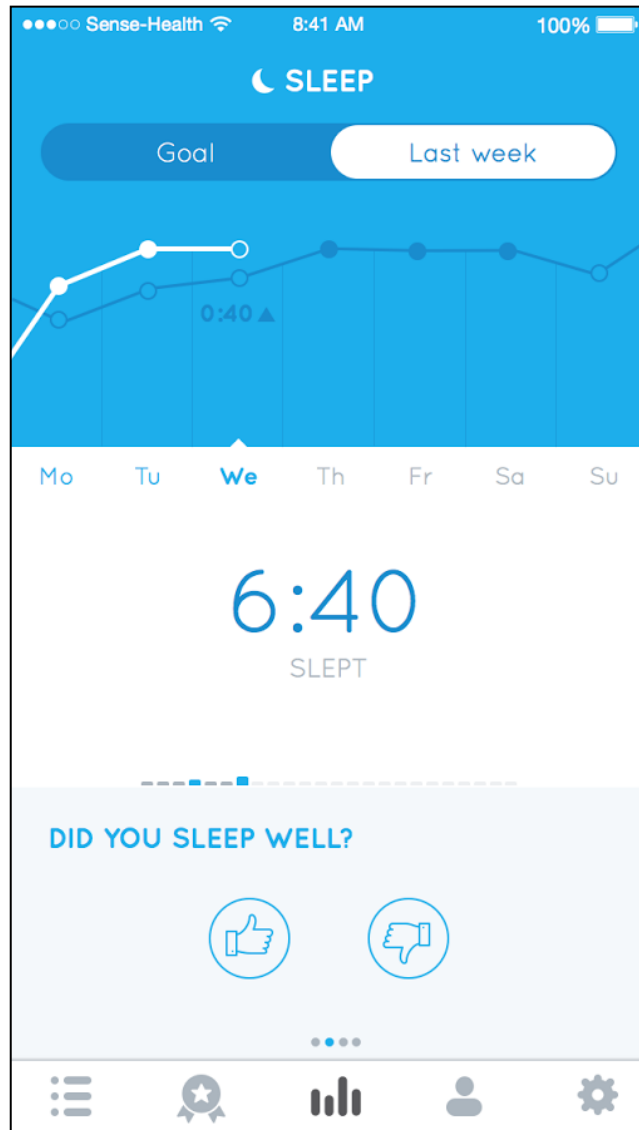 Sense-Health 8:41 AM 100%
SLEEP
Goal Last week
0:40
Mo Tu We Th Fr Sa Su
6:40
SLEPT
DID YOU SLEEP WELL?